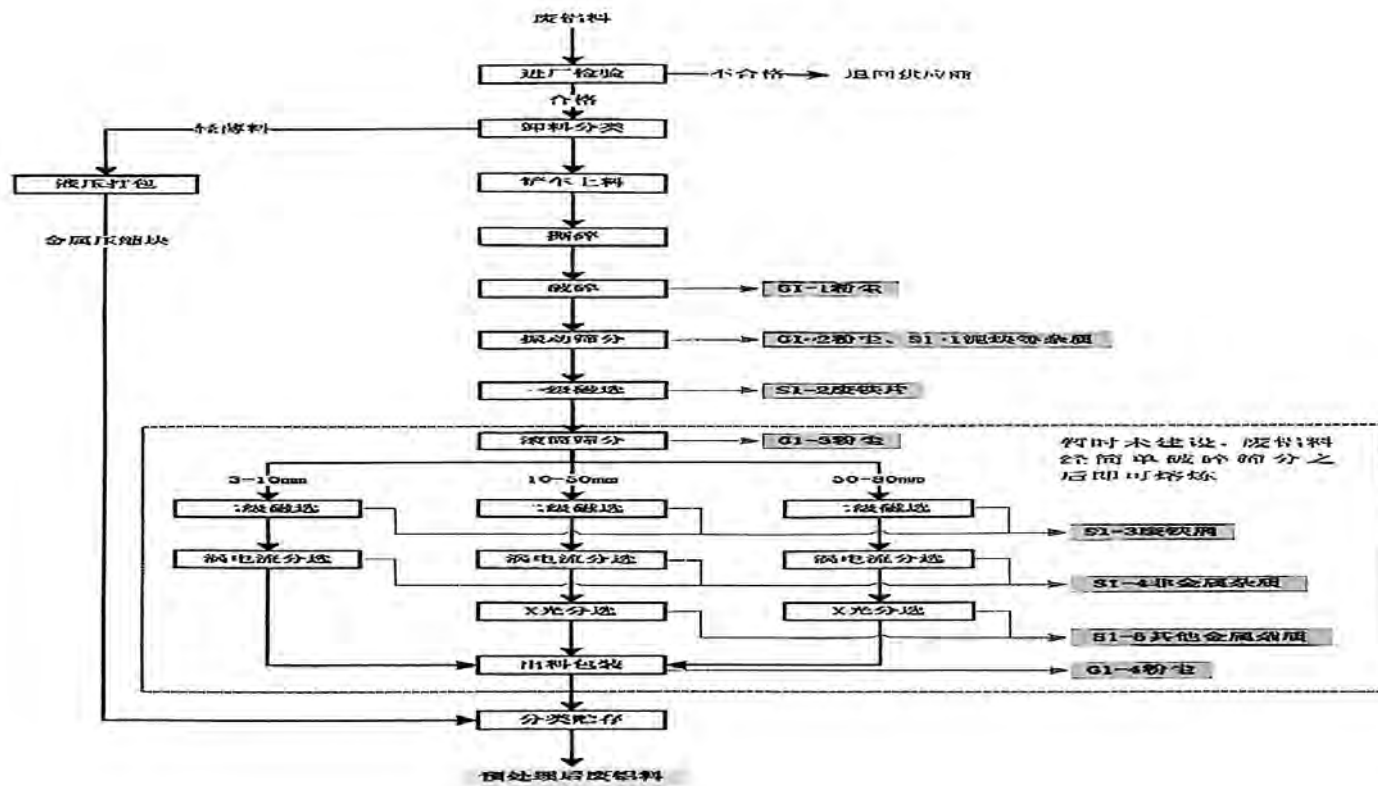 废铝料
进厂检验 不合格 退回供应商
合格
轻薄料 卸料分类
液压打包 铲车上料
金属压缩块 撕碎
破碎 G1-1粉尘
振动筛分 G1-2粉尘、S1-1泥块等杂质
一级磁选 S1-2废铁片
滚筒筛分 G1-3粉尘
暂时未建设,废铝料
经简单破碎筛分之
后即可熔炼
3-10mm 10-50mm 50-80mm
二级磁选 二级磁选 二级磁选
S1-3废铁屑
涡电流分选 涡电流分选 涡电流分选
S1-4非金属杂质
X光分选 X光分选
S1-5其他金属杂质
出料包装 G1-4粉尘
分类贮存
预处理后废铝料